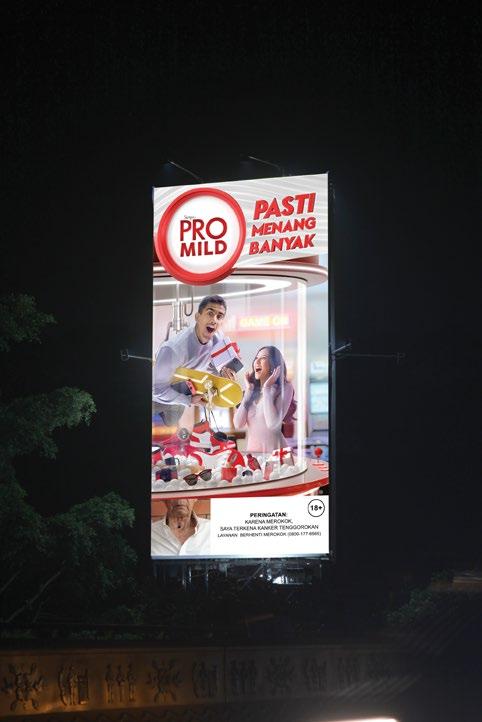 PRO
MILD
PASTI
MENANG
BANYAK
GAME ON
18+
PERINGATAN:
KARENA MEROKOK,
SAYA TERKENA KANKER TENGGOROKAN
LAYANAN BERHENTI MEROKOK (0800-177-6565)